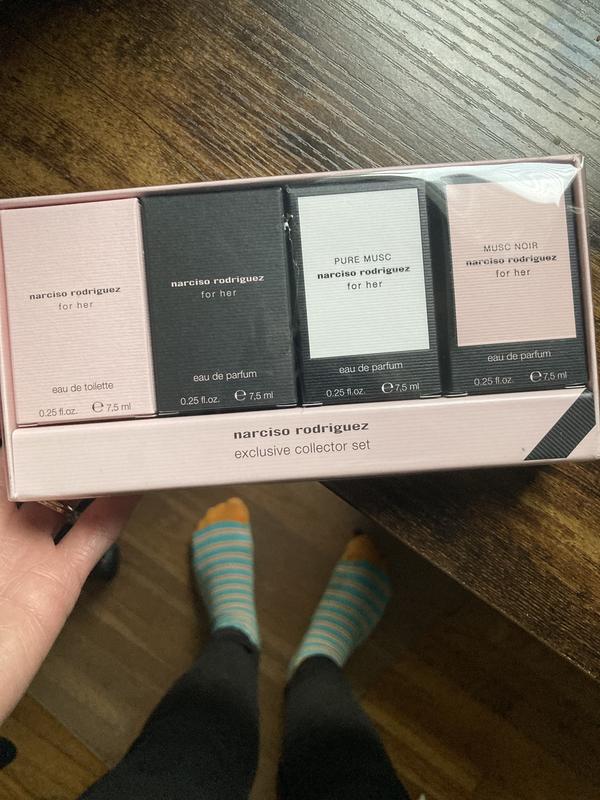 narciso rodriguez
for her
eau de toilette
0.25 fl.oz. ℮ 7,5 ml
narciso rodriguez
for her
eau de parfum
0.25 fl.oz. ℮ 7,5 ml
PURE MUSC
narciso rodriguez
for her
eau de parfum
0.25 fl.oz. ℮ 7,5 ml
MUSC NOIR
narciso rodriguez
for her
eau de parfum
0.25 fl.oz. ℮ 7,5 ml
narciso rodriguez
exclusive collector set